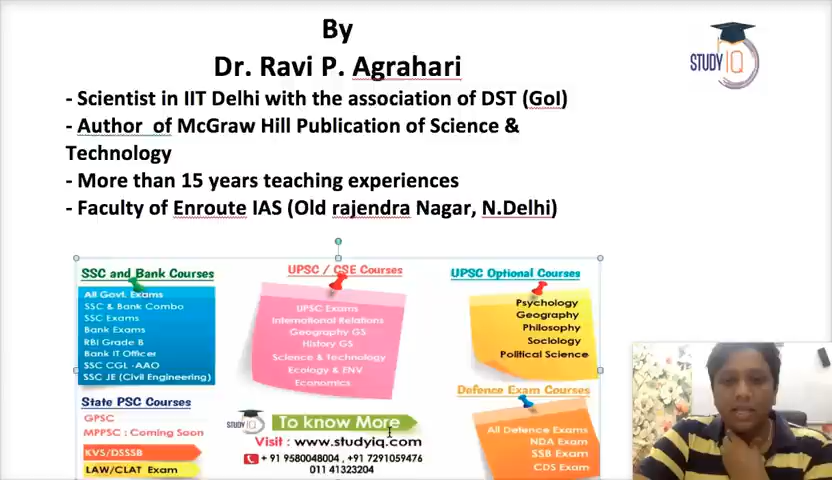 By
Dr. Ravi P. Agrahari
- Scientist in IIT Delhi with the association of DST (GoI)
- Author of McGraw Hill Publication of Science &
Technology
- More than 15 years teaching experiences
- Faculty of Enroute IAS (Old rajendra Nagar, N.Delhi)
STUDY IQ
SSC and Bank Courses
All Govt. Exams
SSC & Bank Combo
SSC Exams
Bank Exams
RBI Grade B
Bank IT Officer
SSC CGL -AAO
SSC JE (Civil Engineering)
State PSC Courses
GPSC
MPPSC : Coming Soon
KVS/DSSSB
LAW/CLAT Exam
UPSC / CSE Courses
UPSC Exams
International Relations
Geography GS
History GS
Science & Technology
Ecology & ENV
Economics
STUDY IQ
To know More
Visit : www.studyiq.com
+ 91 9580048004, +91 7291059476
011 41323204
UPSC Optional Courses
Psychology
Geography
Philosophy
Sociology
Political Science
Defence Exam Courses
All Defence Exams
NDA Exam
SSB Exam
CDS Exam